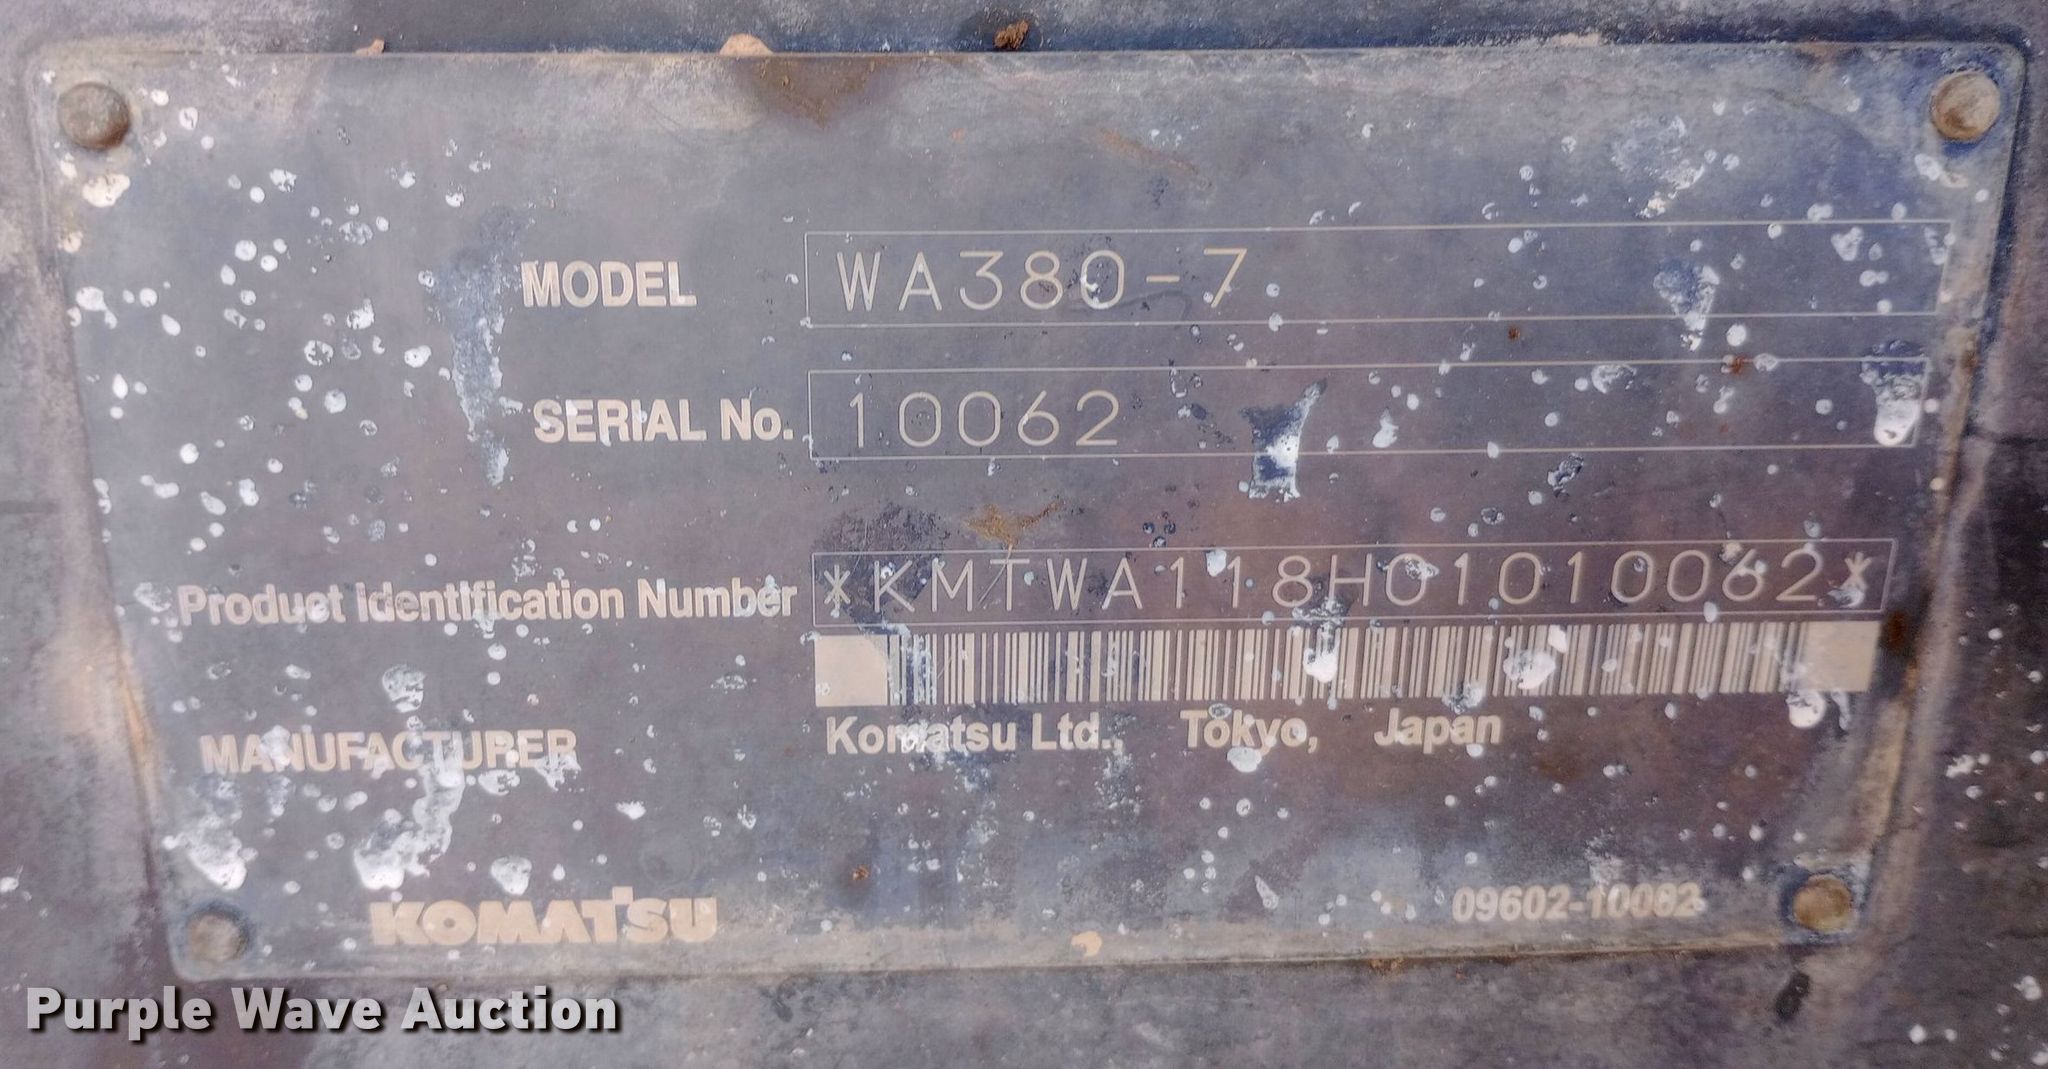 MODEL WA380-7
SERIAL No. 10062
Product Identification Number *KMTWA118H01010062*
MANUFACTURER Komatsu Ltd., Tokyo, Japan
KOMATSU 09602-10082
Purple Wave Auction